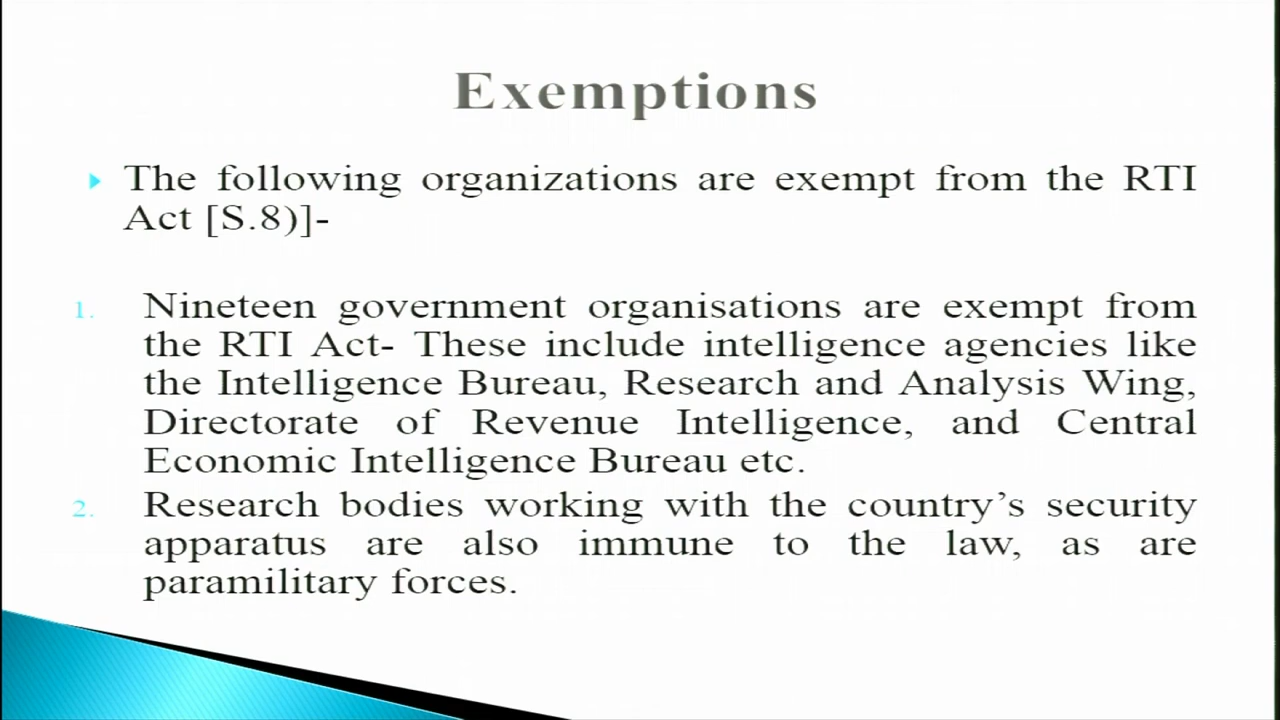 Exemptions
The following organizations are exempt from the RTI
Act [S.8)]-
1. Nineteen government organisations are exempt from
the RTI Act- These include intelligence agencies like
the Intelligence Bureau, Research and Analysis Wing,
Directorate of Revenue Intelligence, and Central
Economic Intelligence Bureau etc.
2. Research bodies working with the country’s security
apparatus are also immune to the law, as are
paramilitary forces.